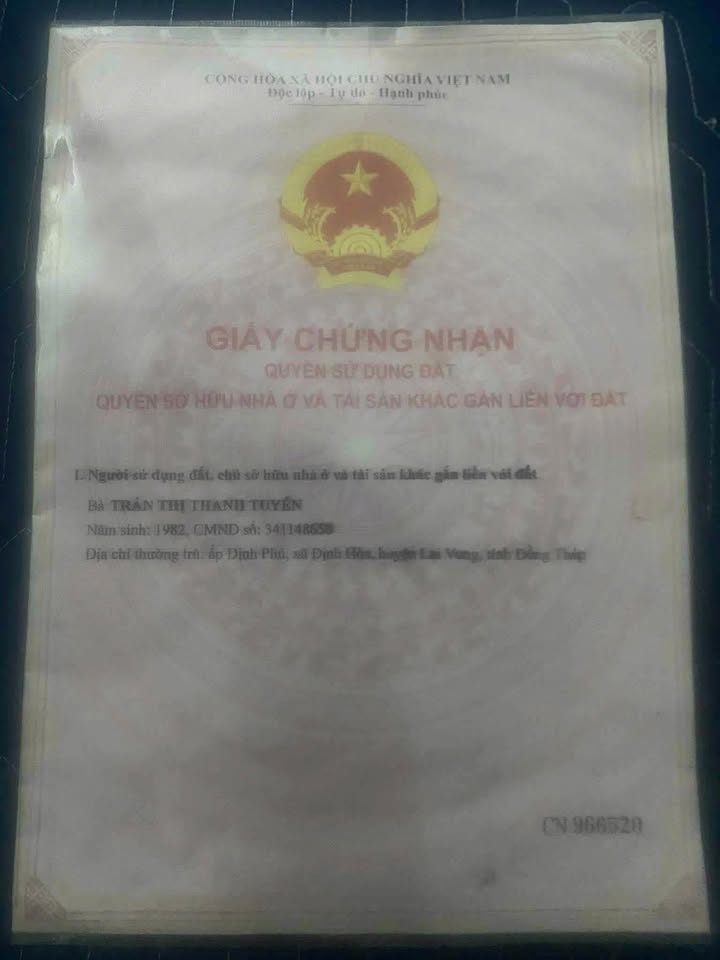 CỘNG HÒA XÃ HỘI CHỦ NGHĨA VIỆT NAM
Độc lập - Tự do - Hạnh phúc
GIẤY CHỨNG NHẬN
QUYỀN SỬ DỤNG ĐẤT
QUYỀN SỞ HỮU NHÀ Ở VÀ TÀI SẢN KHÁC GẮN LIỀN VỚI ĐẤT
I. Người sử dụng đất, chủ sở hữu nhà ở và tài sản khác gắn liền với đất
Bà TRẦN THỊ THANH TUYỀN
Năm sinh: 1982, CMND số: 341148650
Địa chỉ thường trú: ấp Định Phú, xã Định Hòa, huyện Lai Vung, tỉnh Đồng Tháp
CN 966520